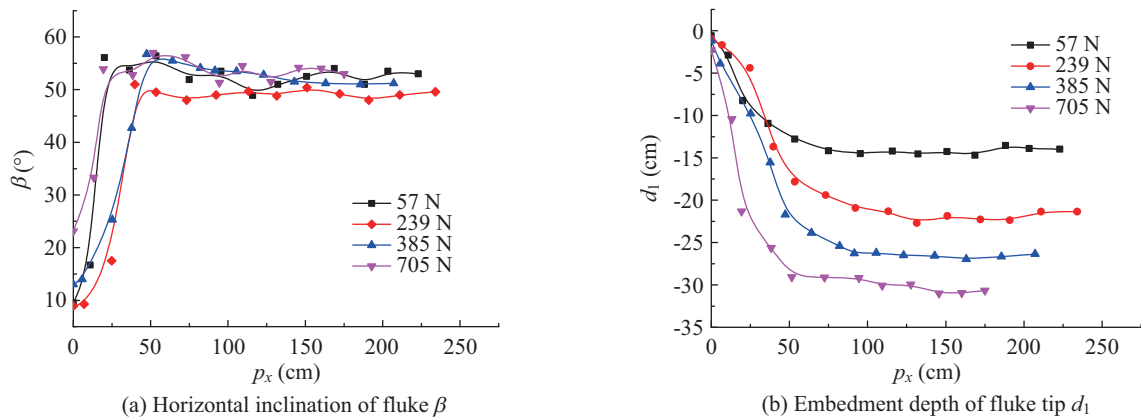 60
50
40
30
20
10
β (°)
57 N
239 N
385 N
705 N
0 50 100 150 200 250
pₓ (cm)
(a) Horizontal inclination of fluke β
0
-5
-10
-15
-20
-25
-30
-35
d₁ (cm)
57 N
239 N
385 N
705 N
0 50 100 150 200 250
pₓ (cm)
(b) Embedment depth of fluke tip d₁